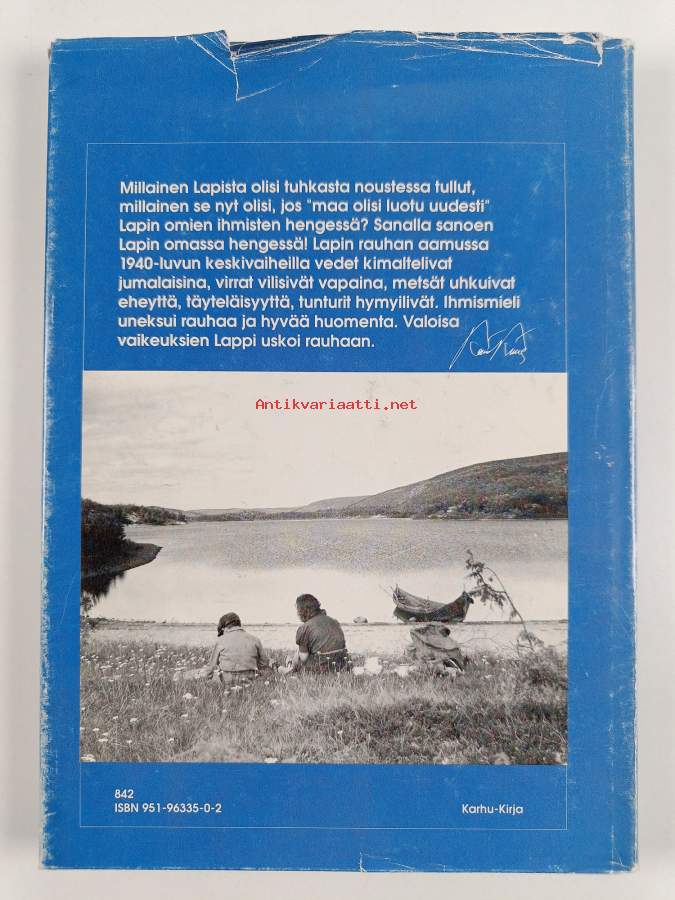 Millainen Lapista olisi tuhkasta noustessa tullut,
millainen se nyt olisi, jos "maa olisi luotu uudesti"
Lapin omien ihmisten hengessä? Sanalla sanoen
Lapin omassa hengessä! Lapin rauhan aamussa
1940-luvun keskivaiheilla vedet kimaltelivat
jumalaisina, virrat vilisivät vapaina, metsät uhkuivat
eheyttä, täyteläisyyttä, tunturit hymyilivät. Ihmismieli
uneksui rauhaa ja hyvää huomenta. Valoisa
vaikeuksien Lappi uskoi rauhaan.
Antikvariaatti.net
842
ISBN 951-96335-0-2
Karhu-Kirja